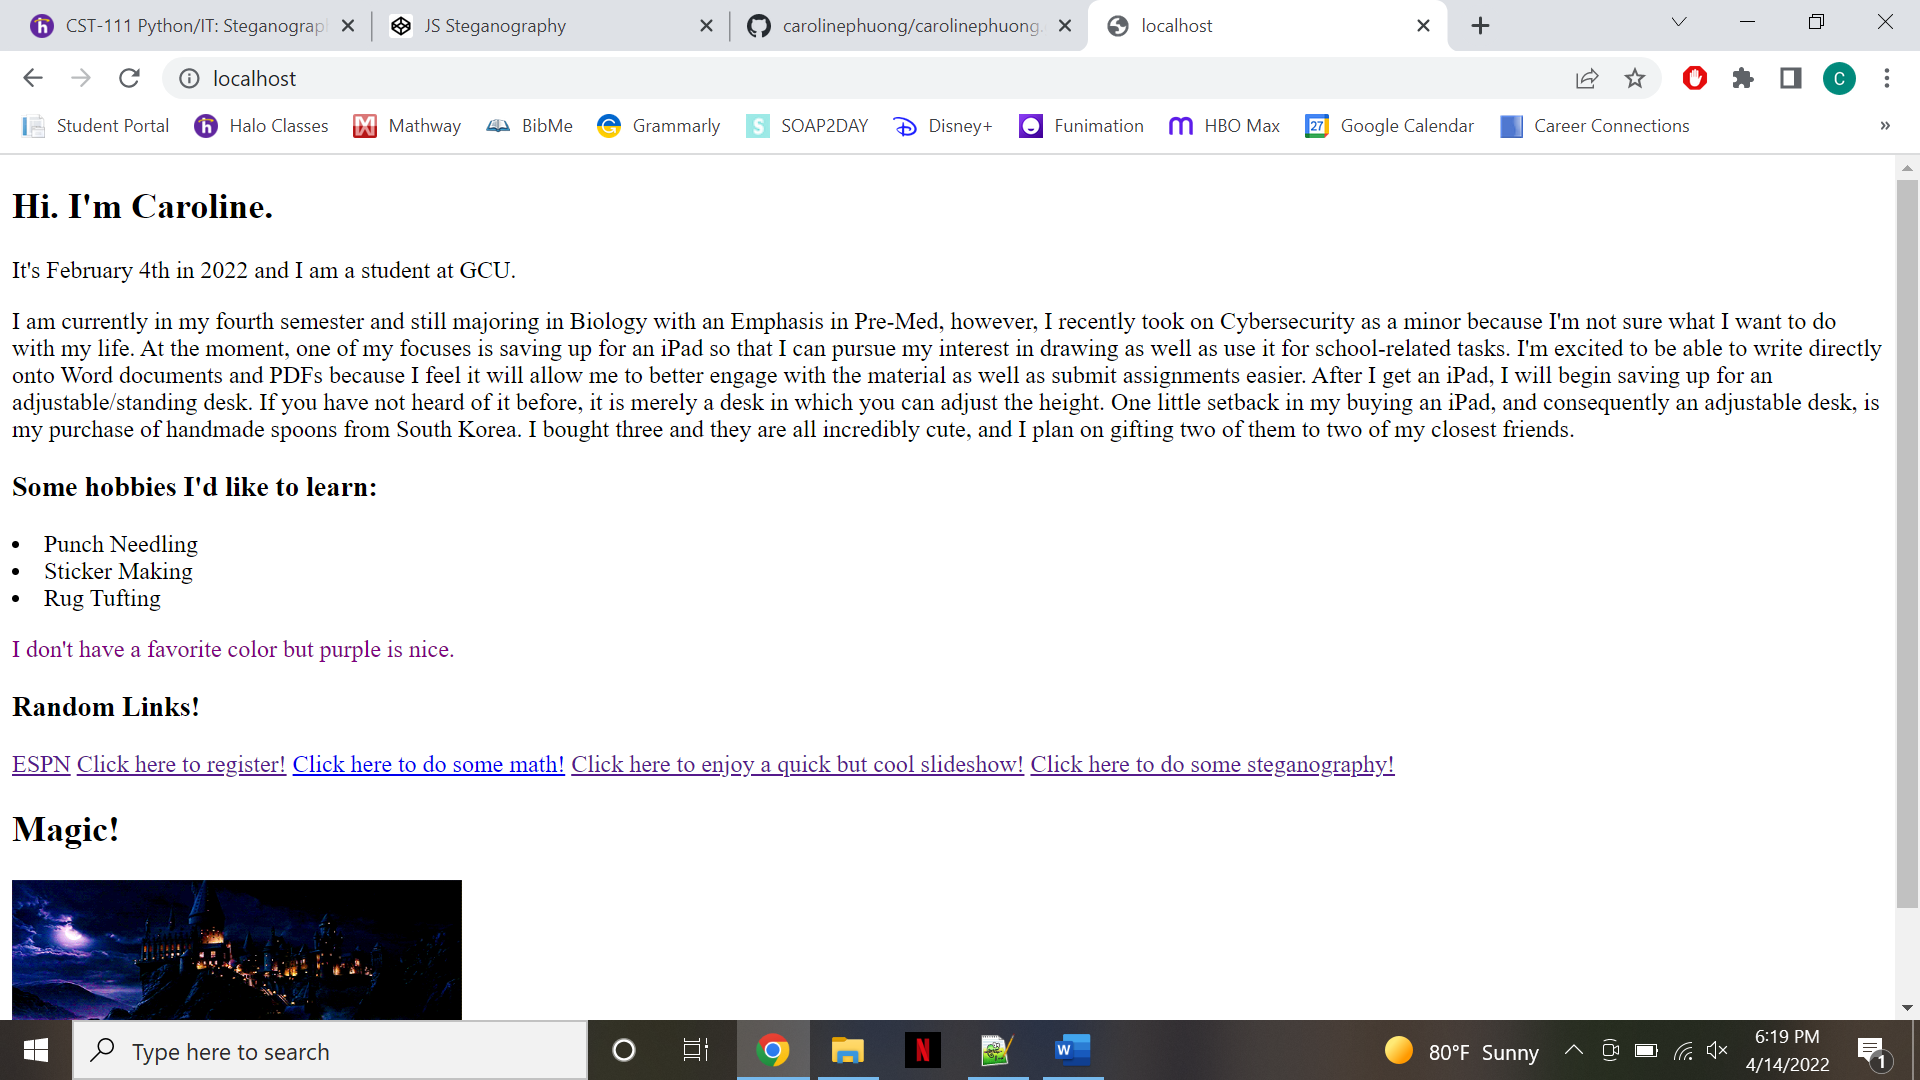 CST-111 Python/IT: Steganograp
JS Steganography
carolinephuong/carolinephuong.
localhost
localhost
C
Student Portal
Halo Classes
Mathway
BibMe
Grammarly
SOAP2DAY
Disney+
Funimation
HBO Max
27
Google Calendar
Career Connections
»
Hi. I'm Caroline.
It's February 4th in 2022 and I am a student at GCU.
I am currently in my fourth semester and still majoring in Biology with an Emphasis in Pre-Med, however, I recently took on Cybersecurity as a minor because I'm not sure what I want to do
with my life. At the moment, one of my focuses is saving up for an iPad so that I can pursue my interest in drawing as well as use it for school-related tasks. I'm excited to be able to write directly
onto Word documents and PDFs because I feel it will allow me to better engage with the material as well as submit assignments easier. After I get an iPad, I will begin saving up for an
adjustable/standing desk. If you have not heard of it before, it is merely a desk in which you can adjust the height. One little setback in my buying an iPad, and consequently an adjustable desk, is
my purchase of handmade spoons from South Korea. I bought three and they are all incredibly cute, and I plan on gifting two of them to two of my closest friends.
Some hobbies I'd like to learn:
• Punch Needling
• Sticker Making
• Rug Tufting
I don't have a favorite color but purple is nice.
Random Links!
ESPN Click here to register! Click here to do some math! Click here to enjoy a quick but cool slideshow! Click here to do some steganography!
Magic!
Type here to search
80°F Sunny
6:19 PM
4/14/2022
1